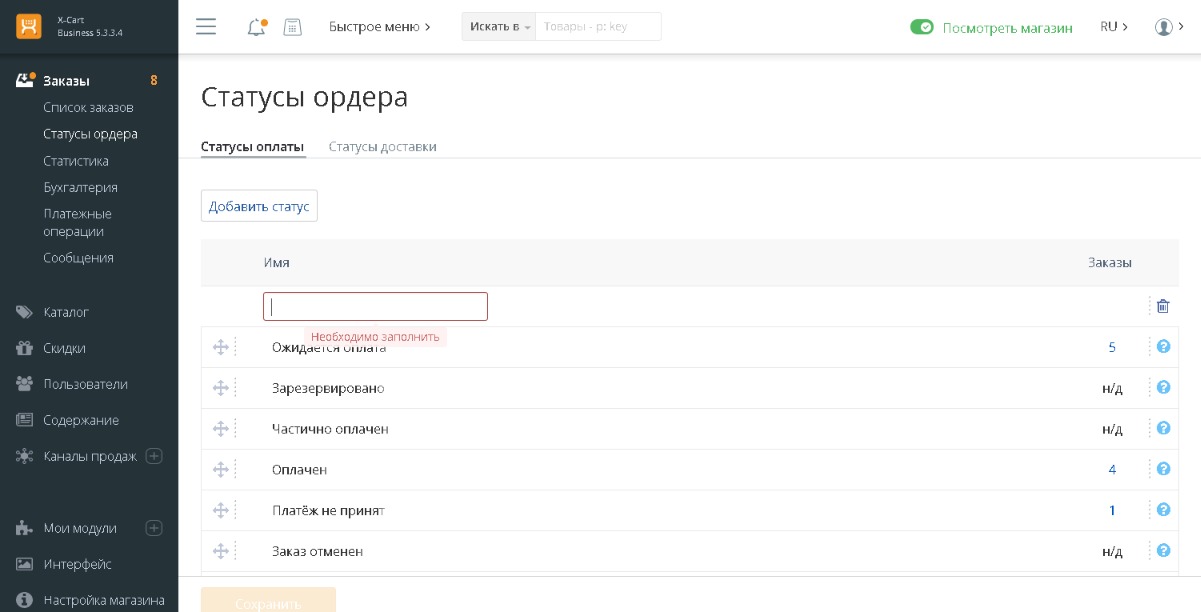 X-Cart
Business 5.3.3.4
Быстрое меню
Искать в
Товары - p: key
Посмотреть магазин
RU
Заказы 8
Список заказов
Статусы ордера
Статистика
Бухгалтерия
Платежные
операции
Сообщения
Каталог
Скидки
Пользователи
Содержание
Каналы продаж
Мои модули
Интерфейс
Настройка магазина
Статусы ордера
Статусы оплаты
Статусы доставки
Добавить статус
Имя Заказы
Необходимо заполнить
Ожидается оплата 5
Зарезервировано н/д
Частично оплачен н/д
Оплачен 4
Платёж не принят 1
Заказ отменен н/д
Сохранить